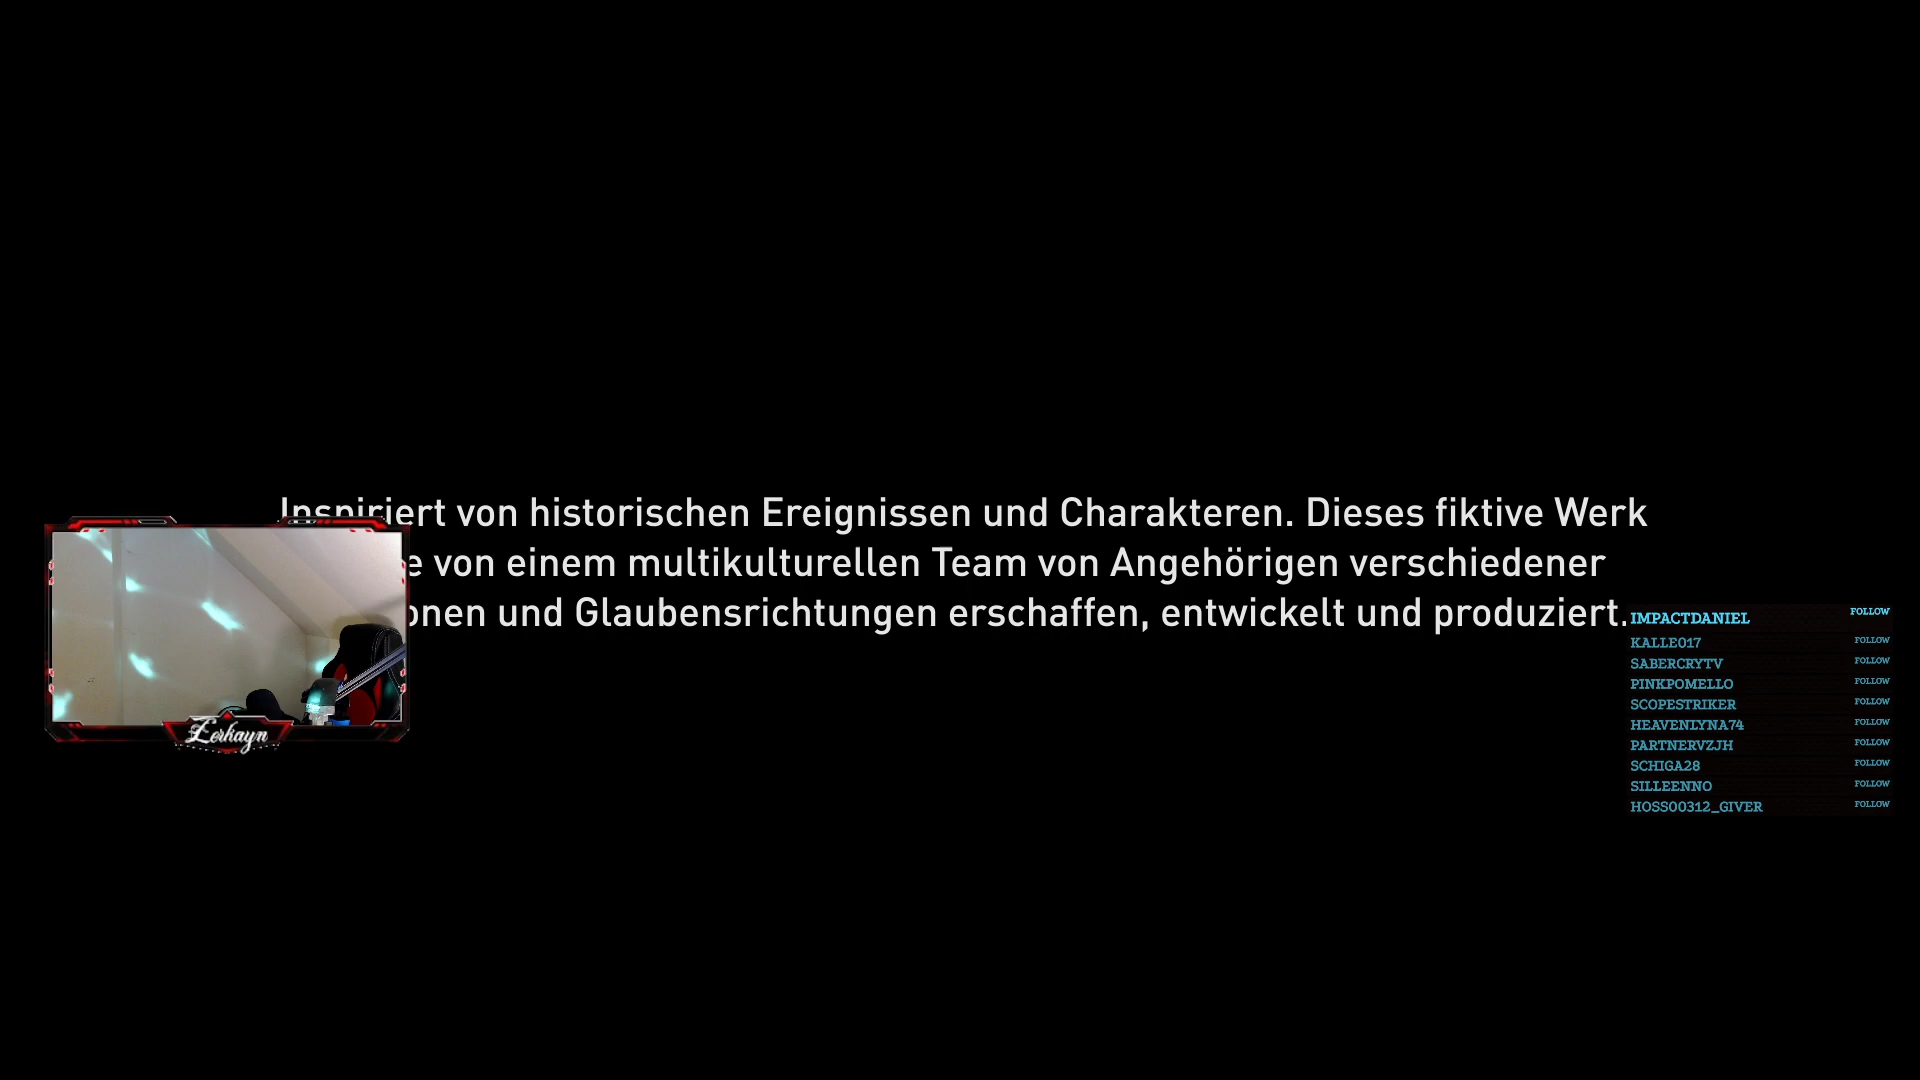 Inspiriert von historischen Ereignissen und Charakteren. Dieses fiktive Werk
von einem multikulturellen Team von Angehörigen verschiedener
und Glaubensrichtungen erschaffen, entwickelt und produziert.
IMPACTDANIEL FOLLOW
KALLE017 FOLLOW
SABERCRYTV FOLLOW
PINKPOMELLO FOLLOW
SCOPESTRIKER FOLLOW
HEAVENLYNA74 FOLLOW
PARTNERVZJH FOLLOW
SCHIGA28 FOLLOW
SILLEENNO FOLLOW
HOSS00312_GIVER FOLLOW